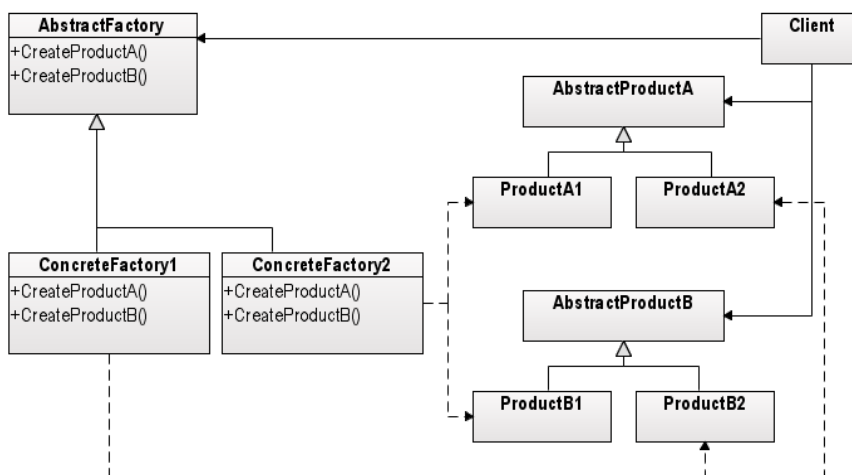 AbstractFactory
+CreateProductA()
+CreateProductB()
Client
AbstractProductA
ProductA1
ProductA2
ConcreteFactory1
+CreateProductA()
+CreateProductB()
ConcreteFactory2
+CreateProductA()
+CreateProductB()
AbstractProductB
ProductB1
ProductB2